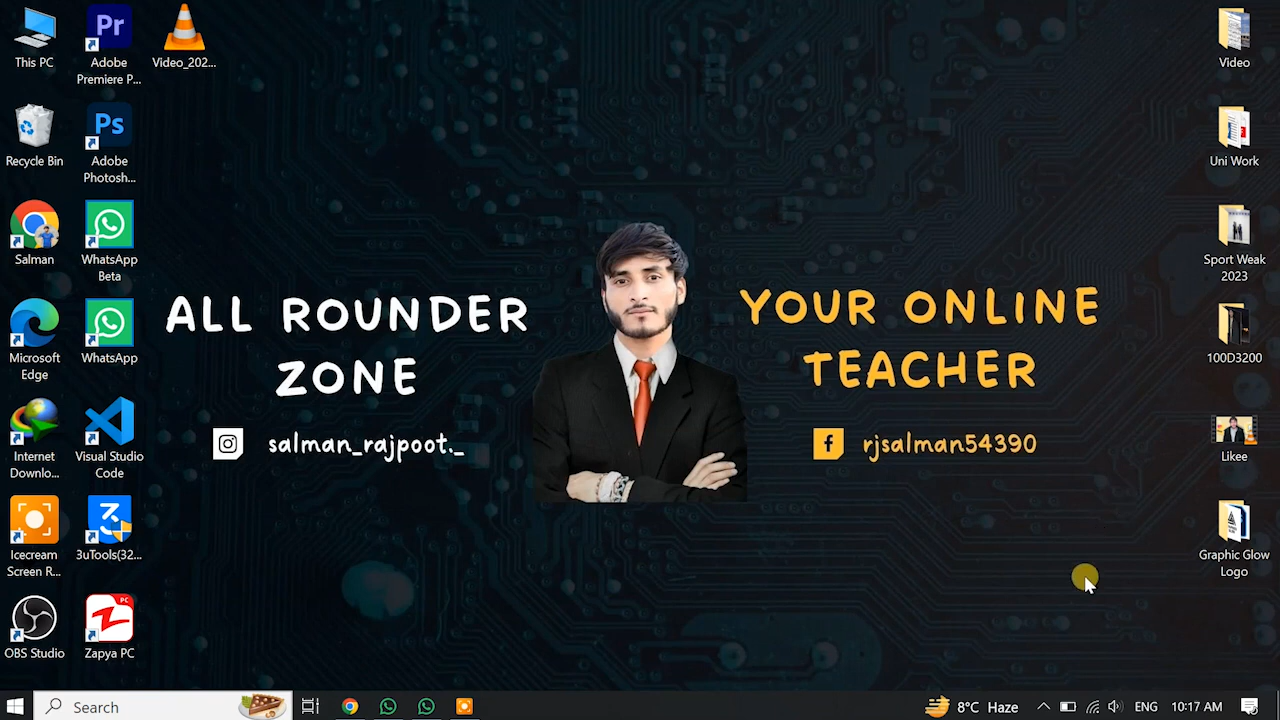 This PC
Adobe
Premiere P...
Video_202...
Recycle Bin
Adobe
Photosh...
Salman
WhatsApp
Beta
Microsoft
Edge
WhatsApp
Internet
Downlo...
Visual Studio
Code
Icecream
Screen R...
3uTools(32...
OBS Studio
Zapya PC
ALL ROUNDER
ZONE
salman_rajpoot._
YOUR ONLINE
TEACHER
rjsalman54390
Video
Uni Work
Sport Weak
2023
100D3200
Likee
Graphic Glow
Logo
Search
8°C Haze
ENG
10:17 AM